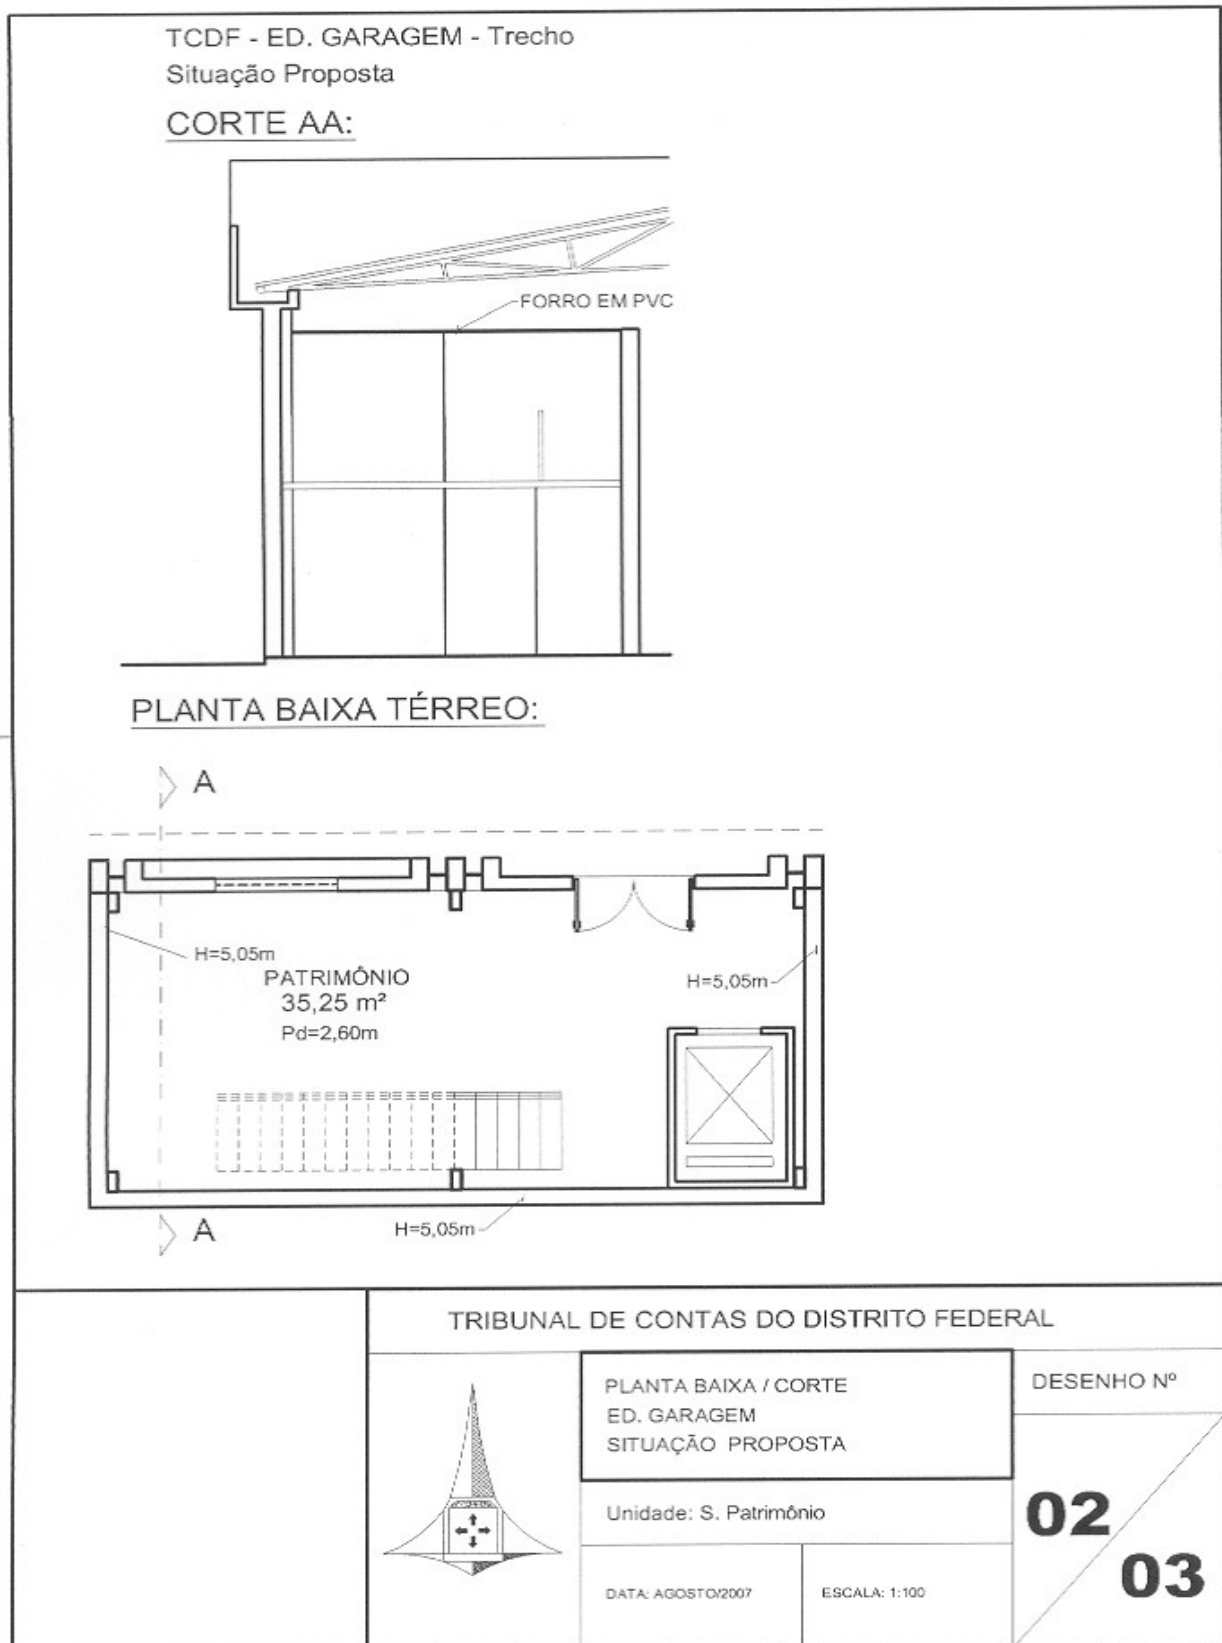 TCDF - ED. GARAGEM - Trecho
Situação Proposta
CORTE AA:
FORRO EM PVC
PLANTA BAIXA TÉRREO:
A
H=5,05m
PATRIMÔNIO
35,25 m²
Pd=2,60m
H=5,05m
A
H=5,05m
TRIBUNAL DE CONTAS DO DISTRITO FEDERAL
PLANTA BAIXA / CORTE
ED. GARAGEM
SITUAÇÃO PROPOSTA
DESENHO Nº
Unidade: S. Patrimônio
02
03
DATA: AGOSTO/2007
ESCALA: 1:100